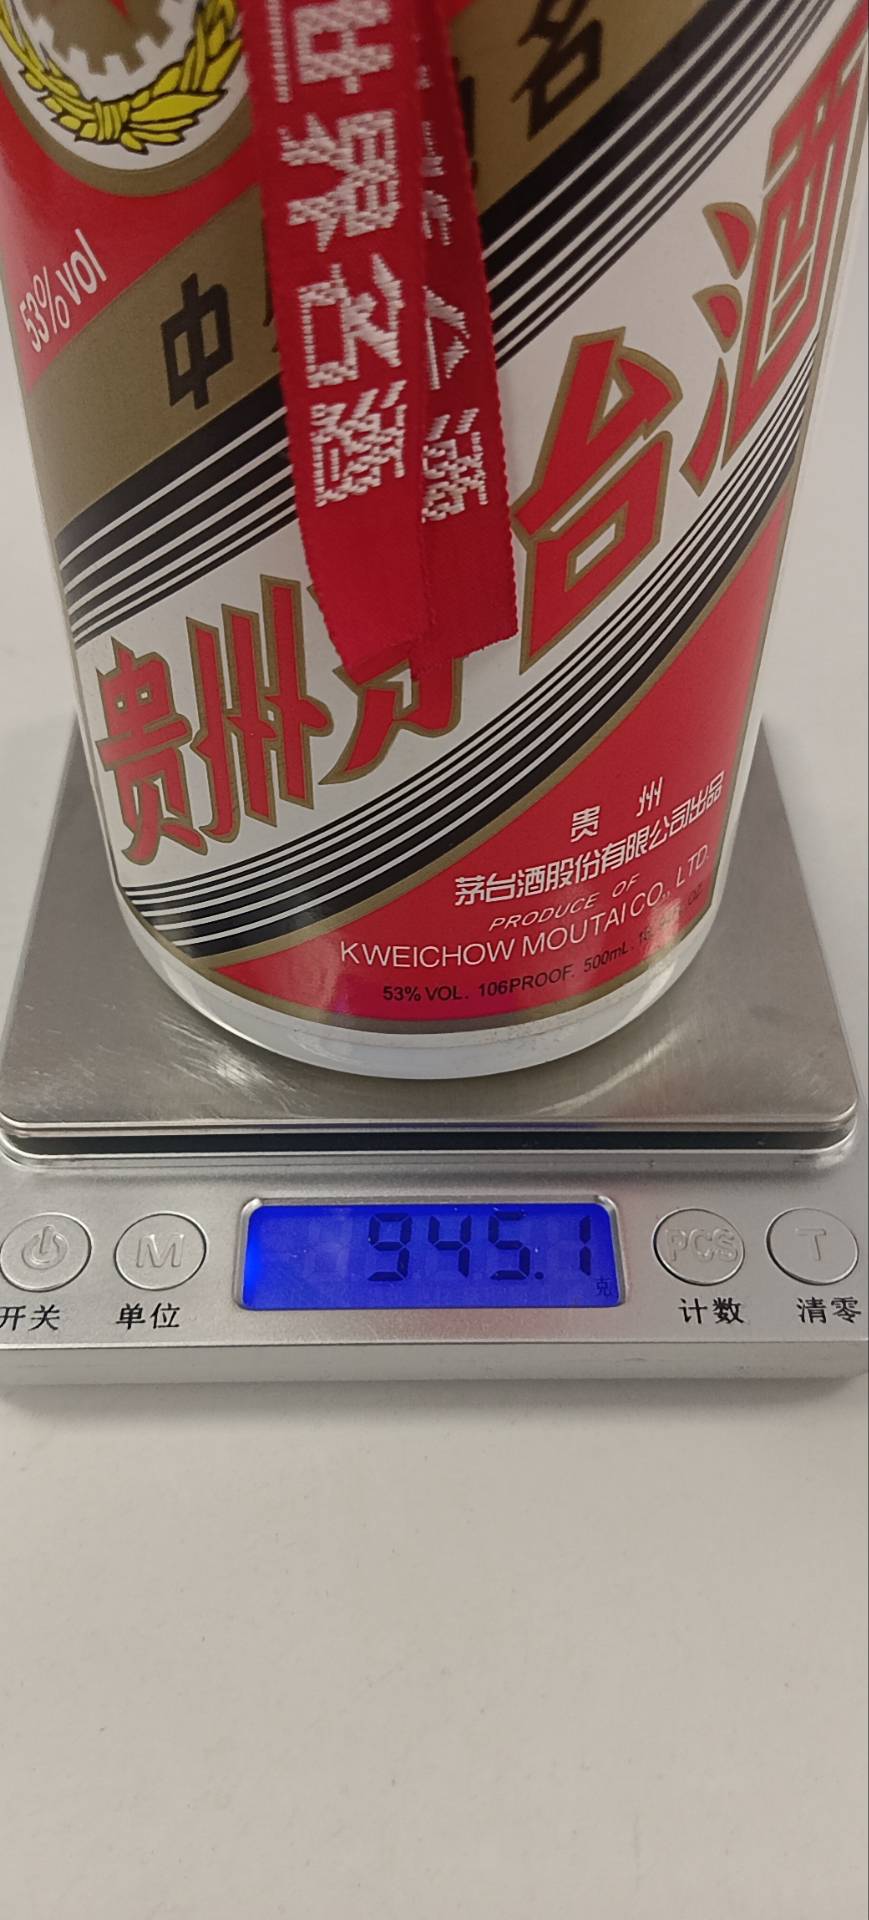 世界名酒
53%vol
中
名
贵州茅台酒
贵州
茅台酒股份有限公司出品
PRODUCE OF
KWEICHOW MOUTAI CO., LTD.
53% VOL. 106PROOF. 500mL.
945.1
克
M
PCS
T
开关
单位
计数
清零